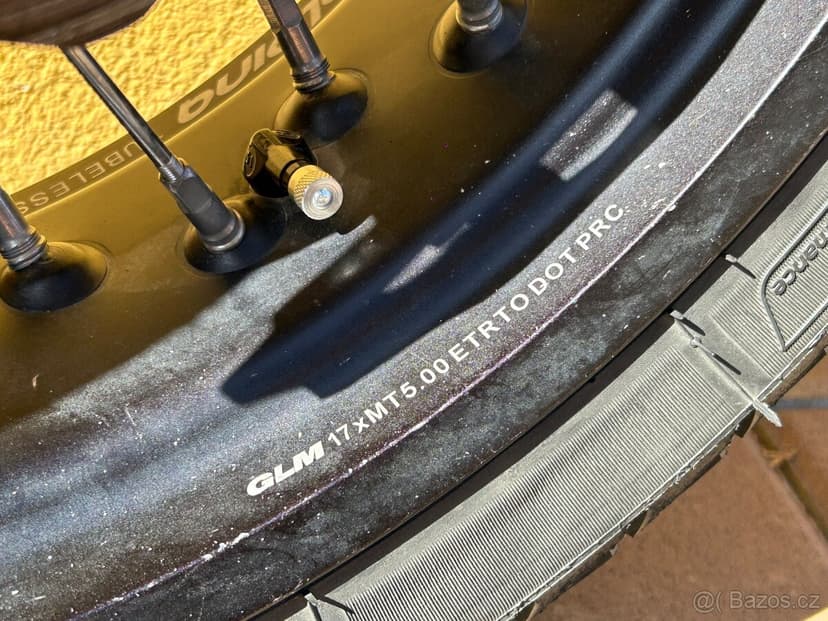 TUBELESS
GLM 17xMT5.00 ETRTO DOT PRC
Bazos.cz